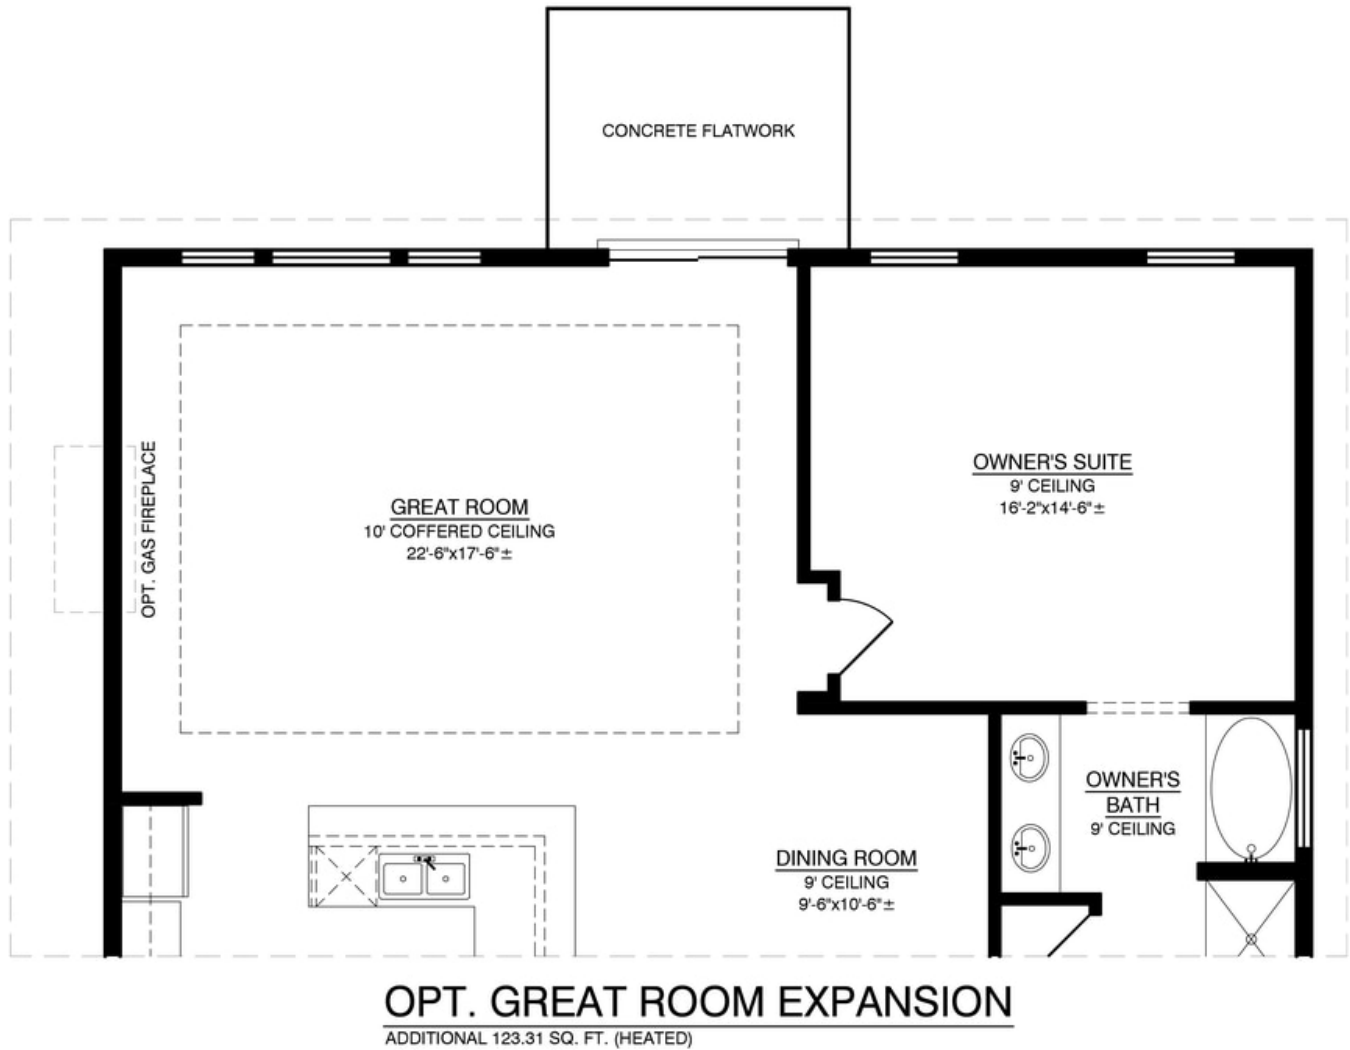 CONCRETE FLATWORK
OPT. GAS FIREPLACE
GREAT ROOM
10' COFFERED CEILING
22'-6"x17'-6"±
OWNER'S SUITE
9' CEILING
16'-2"x14'-6"±
OWNER'S
BATH
9' CEILING
DINING ROOM
9' CEILING
9'-6"x10'-6"±
OPT. GREAT ROOM EXPANSION
ADDITIONAL 123.31 SQ. FT. (HEATED)